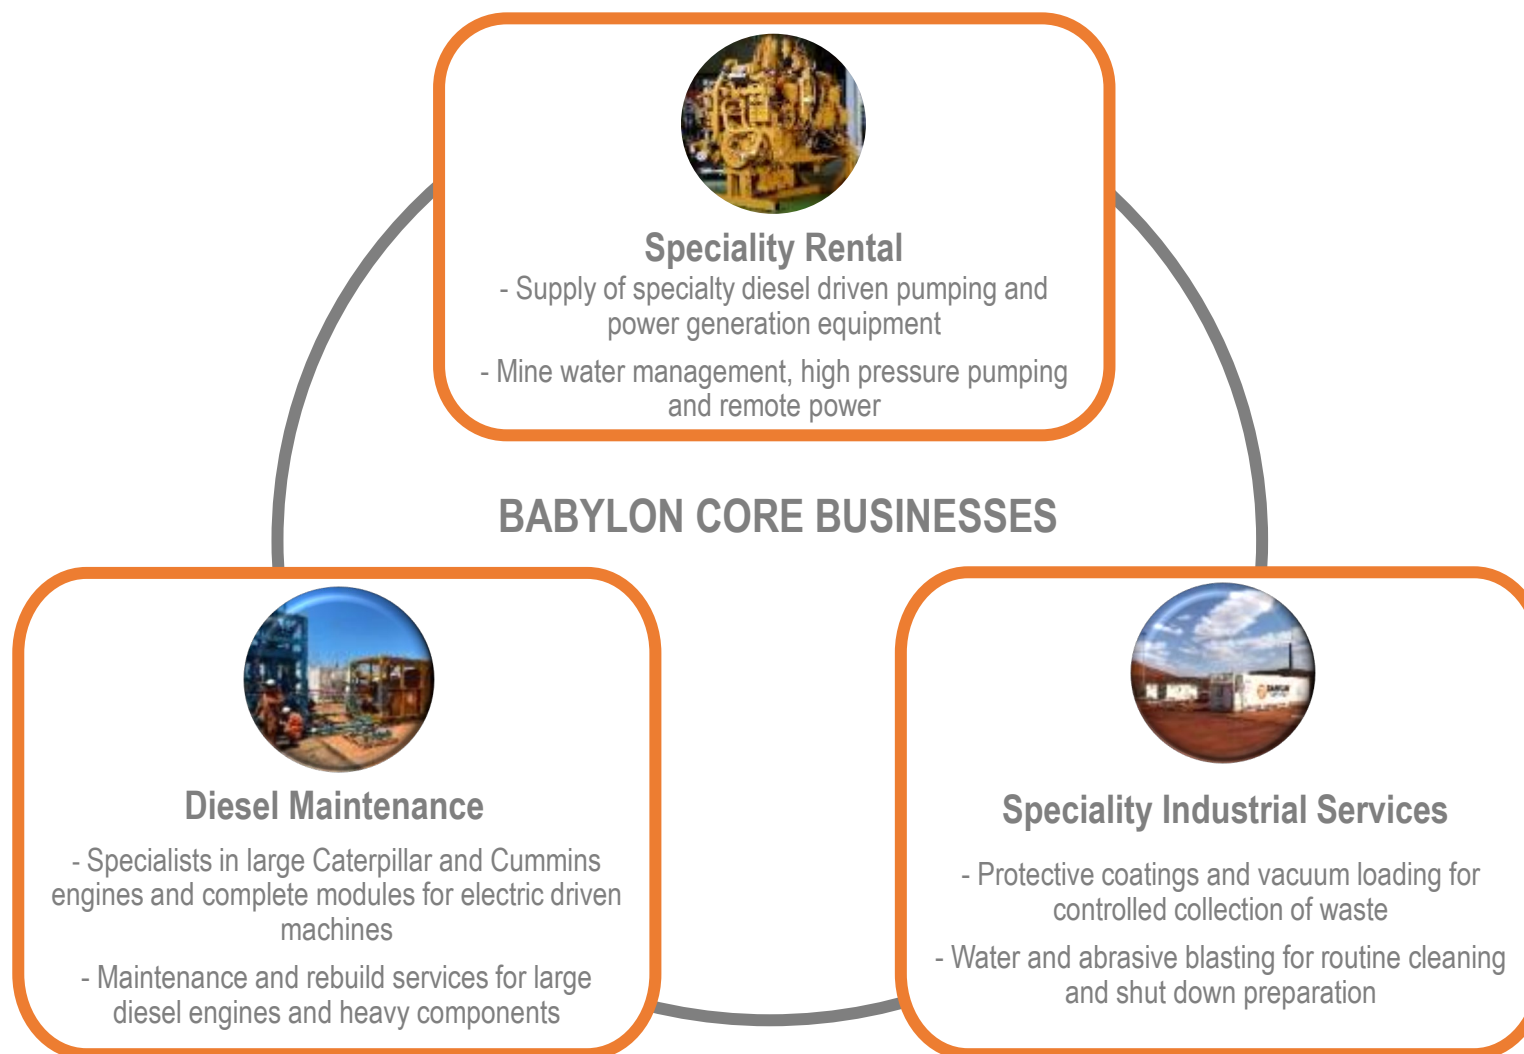 Speciality Rental
- Supply of specialty diesel driven pumping and
power generation equipment
- Mine water management, high pressure pumping
and remote power
BABYLON CORE BUSINESSES
Diesel Maintenance
- Specialists in large Caterpillar and Cummins
engines and complete modules for electric driven
machines
- Maintenance and rebuild services for large
diesel engines and heavy components
Speciality Industrial Services
- Protective coatings and vacuum loading for
controlled collection of waste
- Water and abrasive blasting for routine cleaning
and shut down preparation